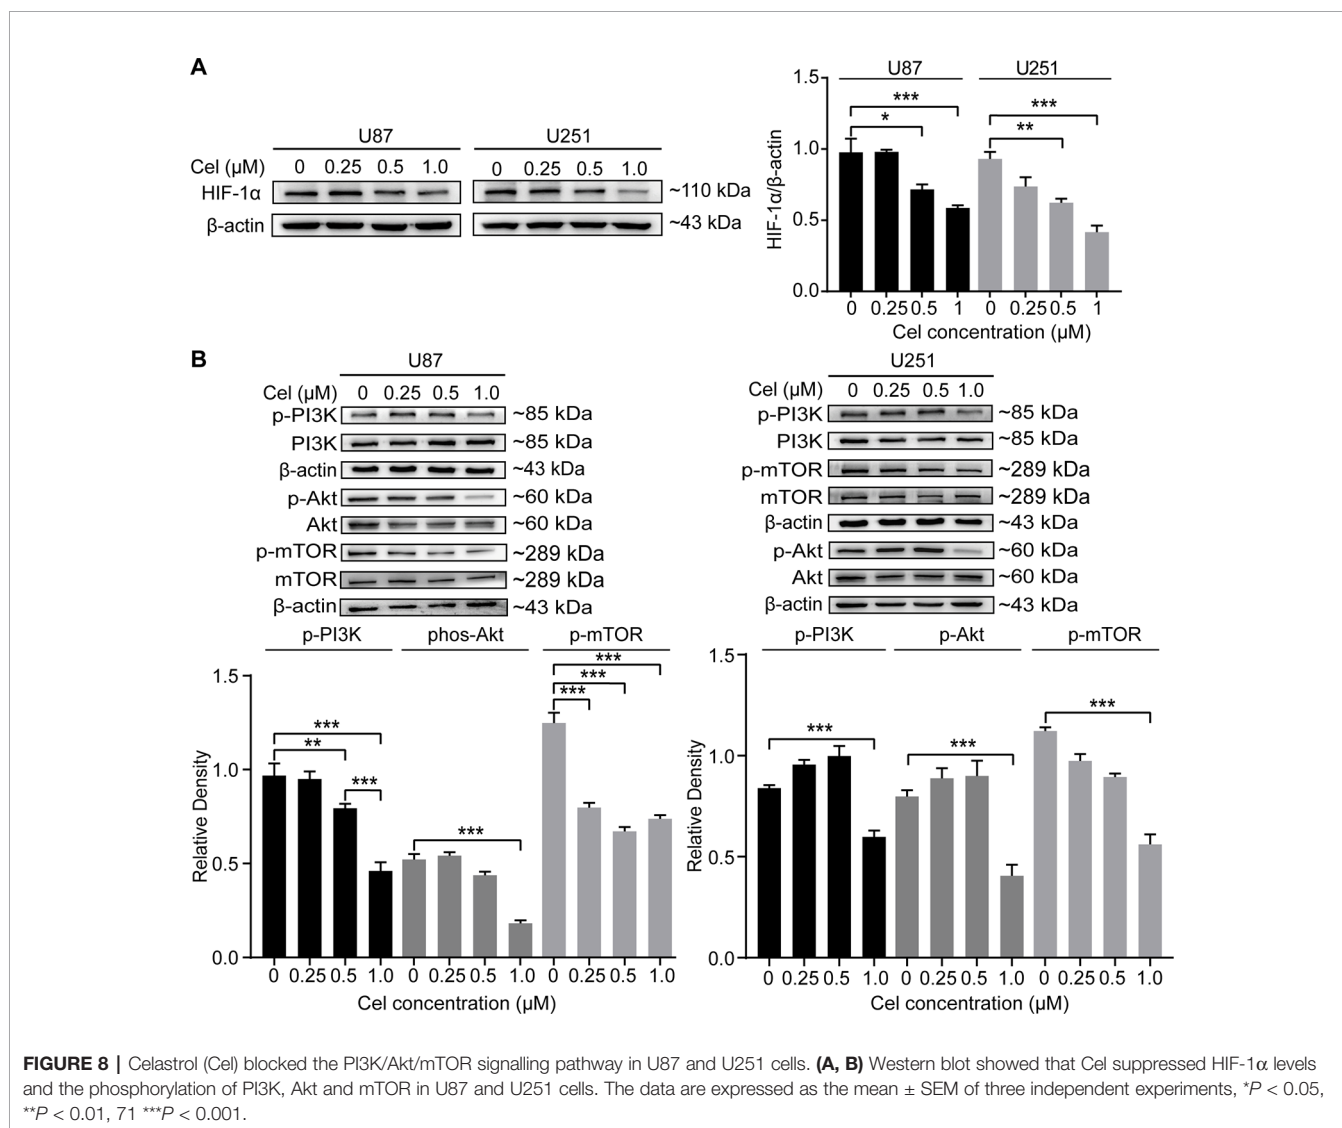 A
U87 U251
Cel (μM) 0 0.25 0.5 1.0 0 0.25 0.5 1.0
HIF-1α ~110 kDa
β-actin ~43 kDa
U87 U251
1.5
*** ***
* **
1.0
0.5
0.0
HIF-1α/β-actin
0 0.25 0.5 1 0 0.25 0.5 1
Cel concentration (μM)
B
U87
Cel (μM) 0 0.25 0.5 1.0
p-PI3K ~85 kDa
PI3K ~85 kDa
β-actin ~43 kDa
p-Akt ~60 kDa
Akt ~60 kDa
p-mTOR ~289 kDa
mTOR ~289 kDa
β-actin ~43 kDa
U251
Cel (μM) 0 0.25 0.5 1.0
p-PI3K ~85 kDa
PI3K ~85 kDa
p-mTOR ~289 kDa
mTOR ~289 kDa
β-actin ~43 kDa
p-Akt ~60 kDa
Akt ~60 kDa
β-actin ~43 kDa
p-PI3K phos-Akt p-mTOR
***
***
***
1.5
***
**
***
1.0
***
0.5
0.0
Relative Density
0 0.25 0.5 1.0 0 0.25 0.5 1.0 0 0.25 0.5 1.0
Cel concentration (μM)
p-PI3K p-Akt p-mTOR
1.5
***
***
***
1.0
0.5
0.0
Relative Density
0 0.25 0.5 1.0 0 0.25 0.5 1.0 0 0.25 0.5 1.0
Cel concentration (μM)
FIGURE 8 | Celastrol (Cel) blocked the PI3K/Akt/mTOR signalling pathway in U87 and U251 cells. (A, B) Western blot showed that Cel suppressed HIF-1α levels
and the phosphorylation of PI3K, Akt and mTOR in U87 and U251 cells. The data are expressed as the mean ± SEM of three independent experiments, *P < 0.05,
**P < 0.01, 71 ***P < 0.001.